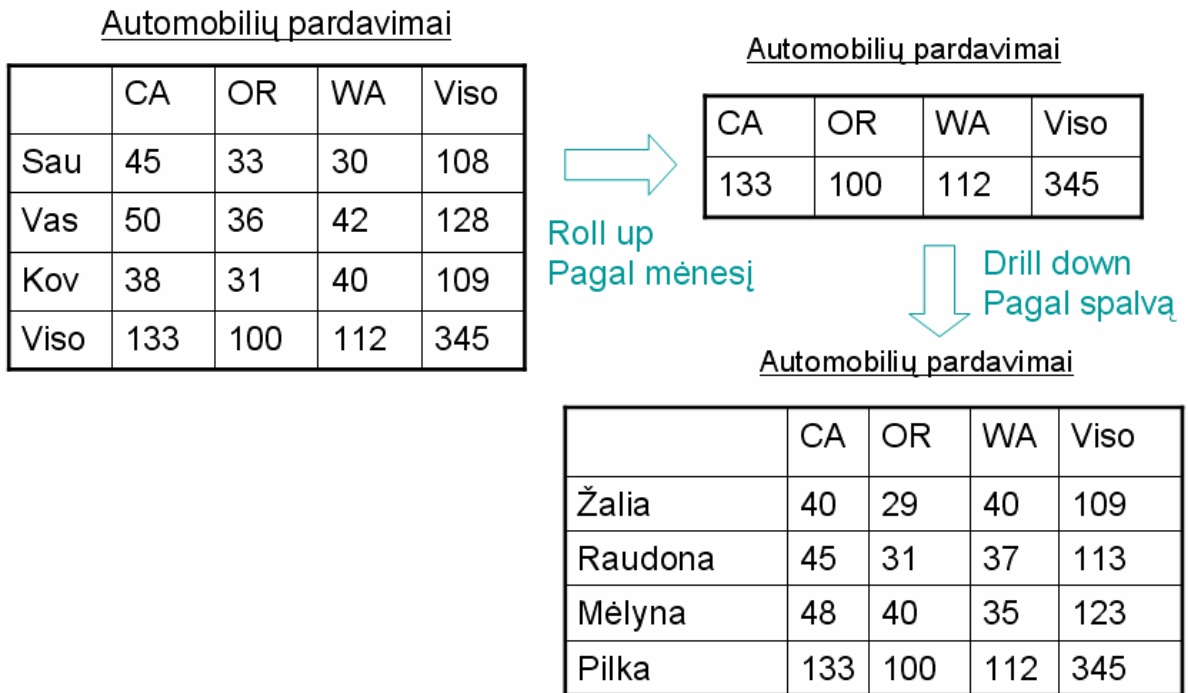 Automobilių pardavimai
CA OR WA Viso
Sau 45 33 30 108
Vas 50 36 42 128
Kov 38 31 40 109
Viso 133 100 112 345
Roll up
Pagal mėnesį
Automobilių pardavimai
CA OR WA Viso
133 100 112 345
Drill down
Pagal spalvą
Automobilių pardavimai
CA OR WA Viso
Žalia 40 29 40 109
Raudona 45 31 37 113
Mėlyna 48 40 35 123
Pilka 133 100 112 345